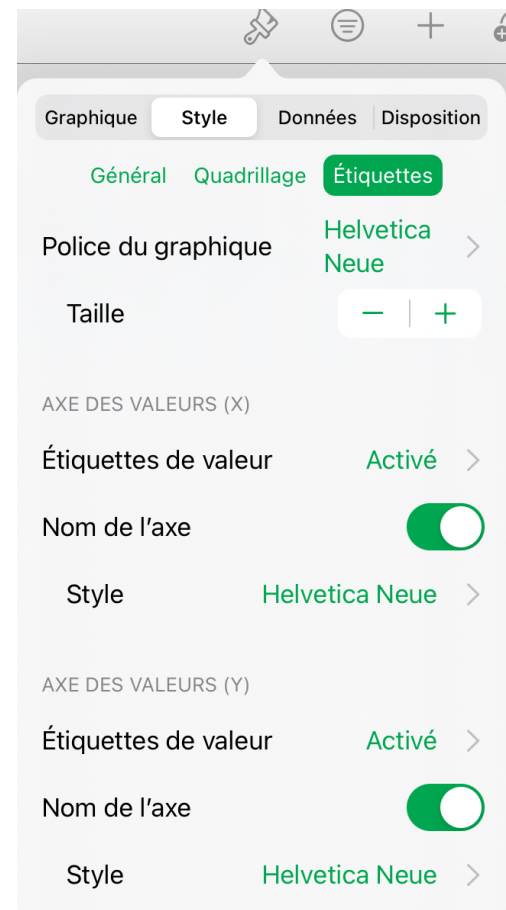 Graphique Style Données Disposition
Général Quadrillage Étiquettes
Police du graphique Helvetica Neue
Taille
AXE DES VALEURS (X)
Étiquettes de valeur Activé
Nom de l’axe
Style Helvetica Neue
AXE DES VALEURS (Y)
Étiquettes de valeur Activé
Nom de l’axe
Style Helvetica Neue